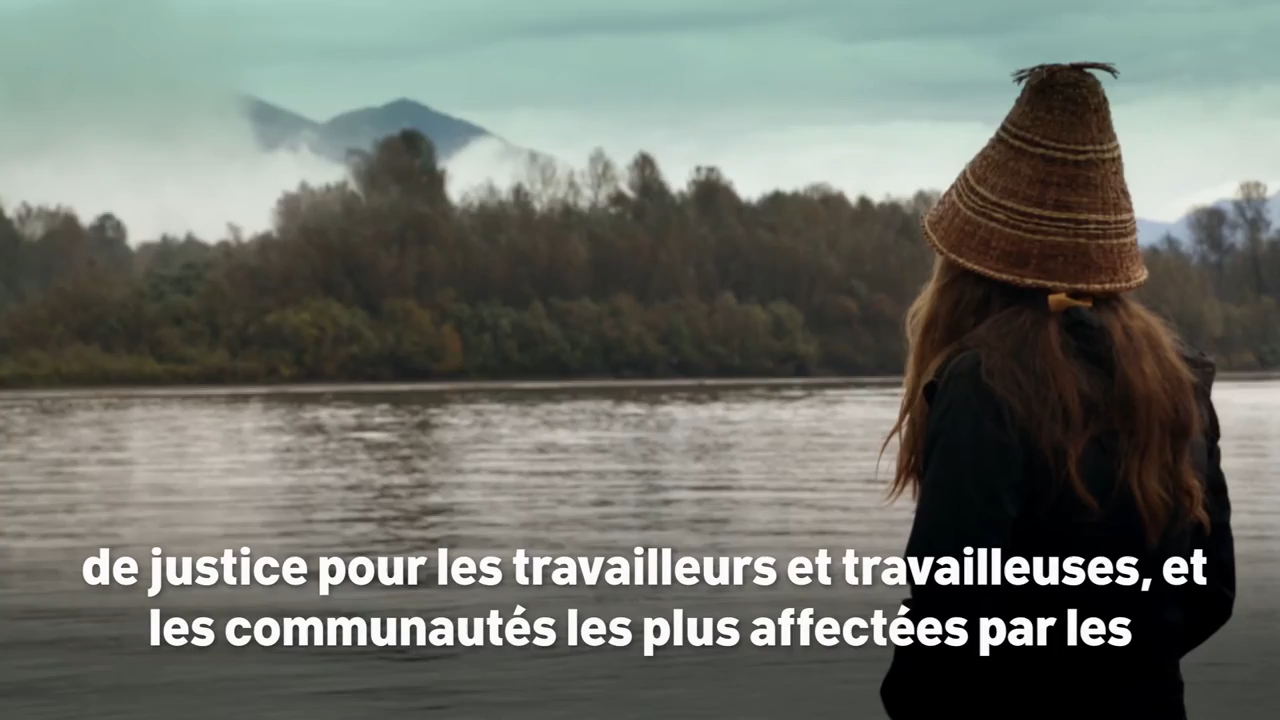 de justice pour les travailleurs et travailleuses, et
les communautés les plus affectées par les